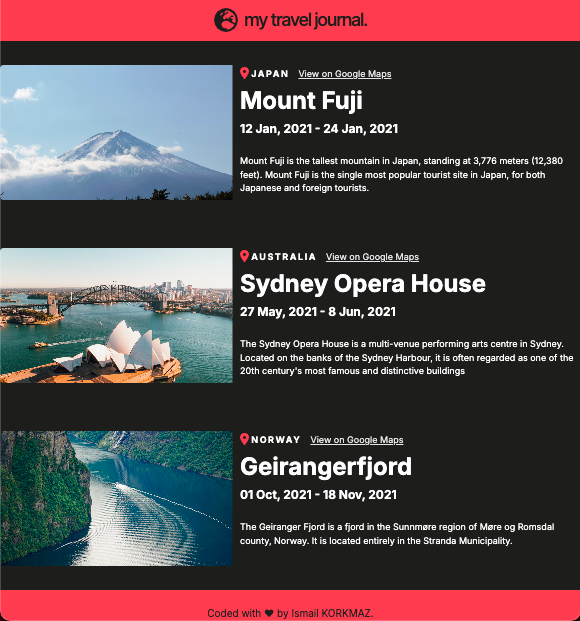 my travel journal.
JAPAN View on Google Maps
Mount Fuji
12 Jan, 2021 - 24 Jan, 2021
Mount Fuji is the tallest mountain in Japan, standing at 3,776 meters (12,380
feet). Mount Fuji is the single most popular tourist site in Japan, for both
Japanese and foreign tourists.
AUSTRALIA View on Google Maps
Sydney Opera House
27 May, 2021 - 8 Jun, 2021
The Sydney Opera House is a multi-venue performing arts centre in Sydney.
Located on the banks of the Sydney Harbour, it is often regarded as one of the
20th century's most famous and distinctive buildings
NORWAY View on Google Maps
Geirangerfjord
01 Oct, 2021 - 18 Nov, 2021
The Geiranger Fjord is a fjord in the Sunnmøre region of Møre og Romsdal
county, Norway. It is located entirely in the Stranda Municipality.
Coded with ❤ by Ismail KORKMAZ.